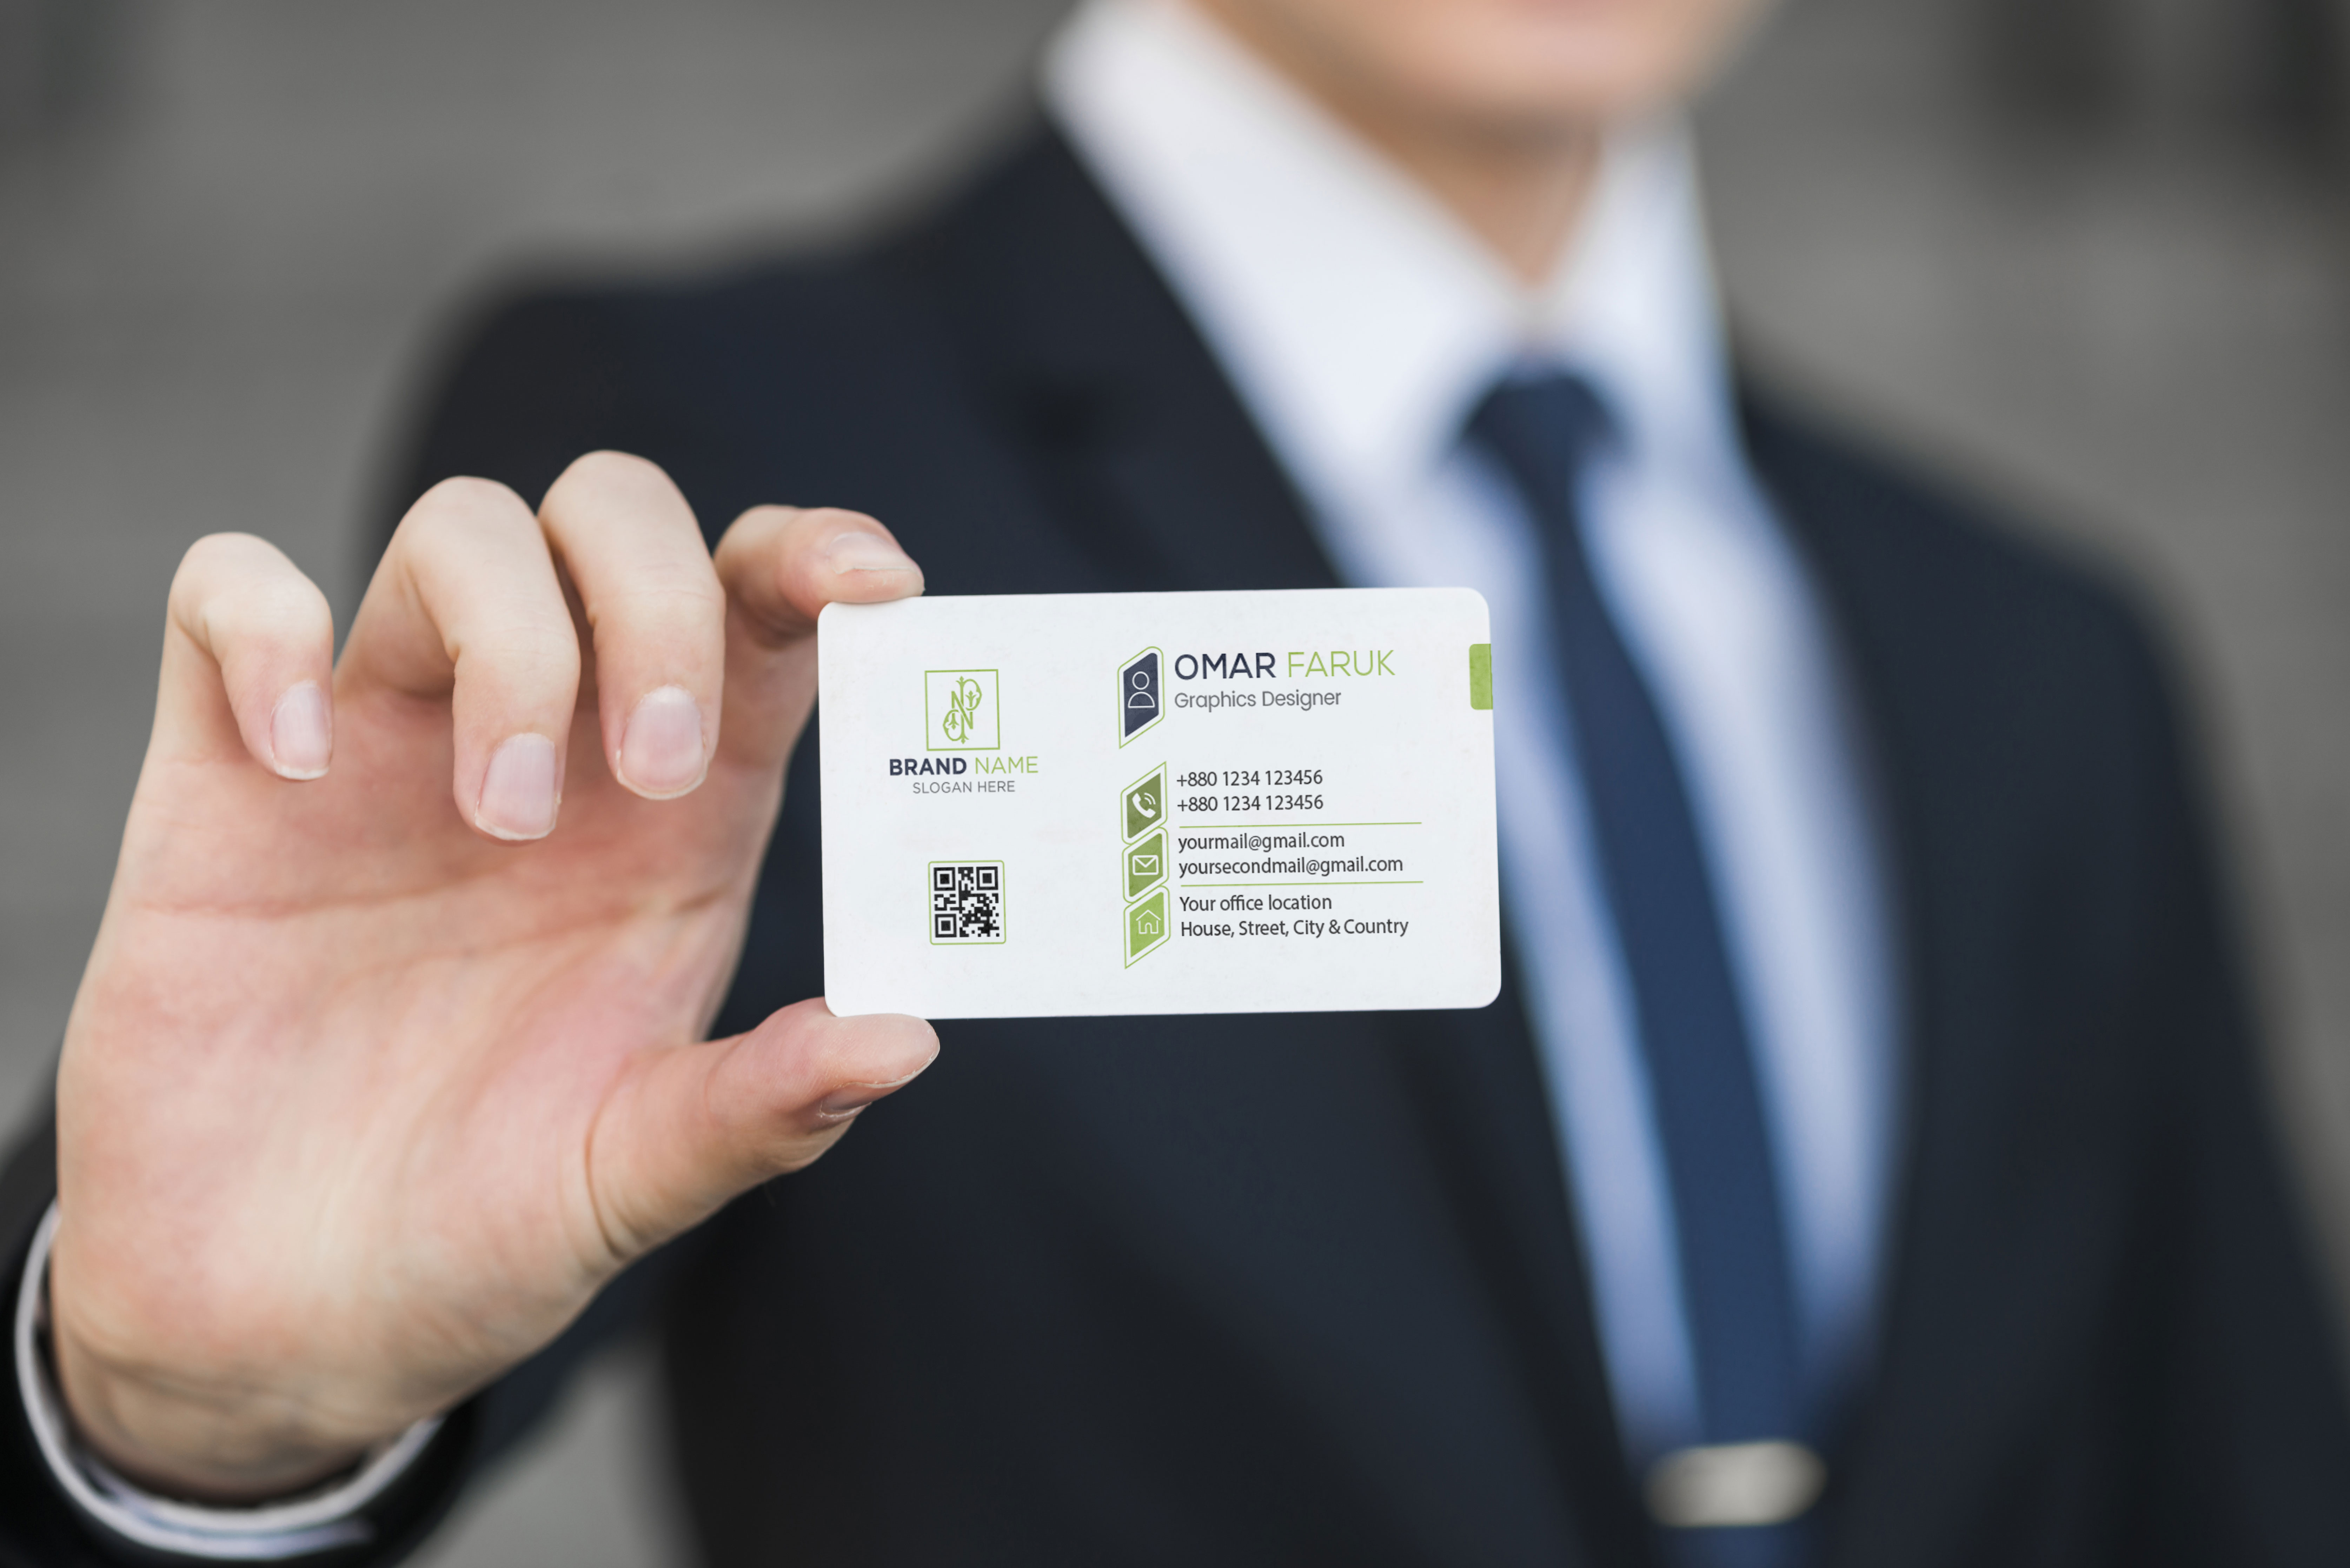 BRAND NAME
SLOGAN HERE
OMAR FARUK
Graphics Designer
+880 1234 123456
+880 1234 123456
yourmail@gmail.com
yoursecondmail@gmail.com
Your office location
House, Street, City & Country